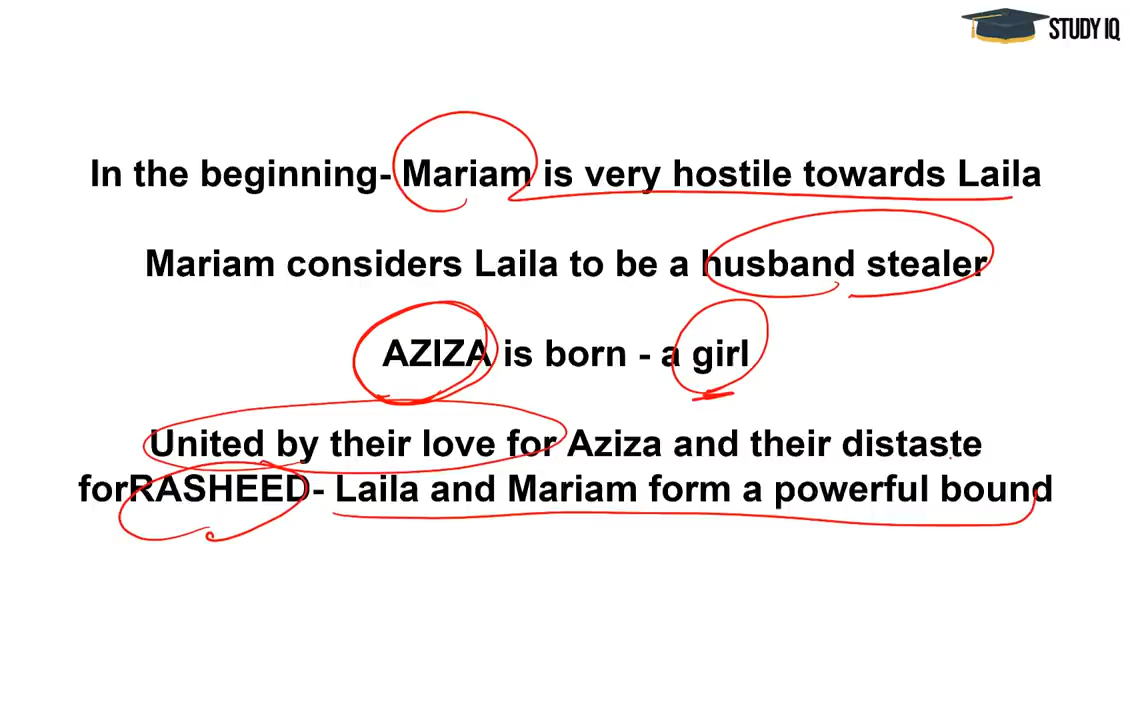 STUDY IQ
In the beginning- Mariam is very hostile towards Laila
Mariam considers Laila to be a husband stealer
AZIZA is born - a girl
United by their love for Aziza and their distaste
forRASHEED- Laila and Mariam form a powerful bound